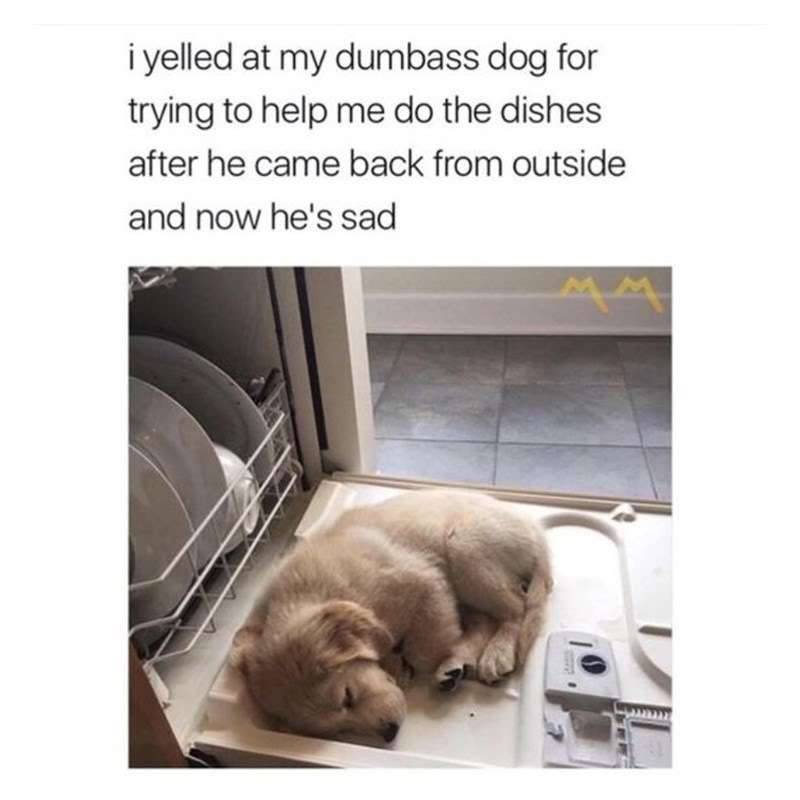 i yelled at my dumbass dog for
trying to help me do the dishes
after he came back from outside
and now he's sad